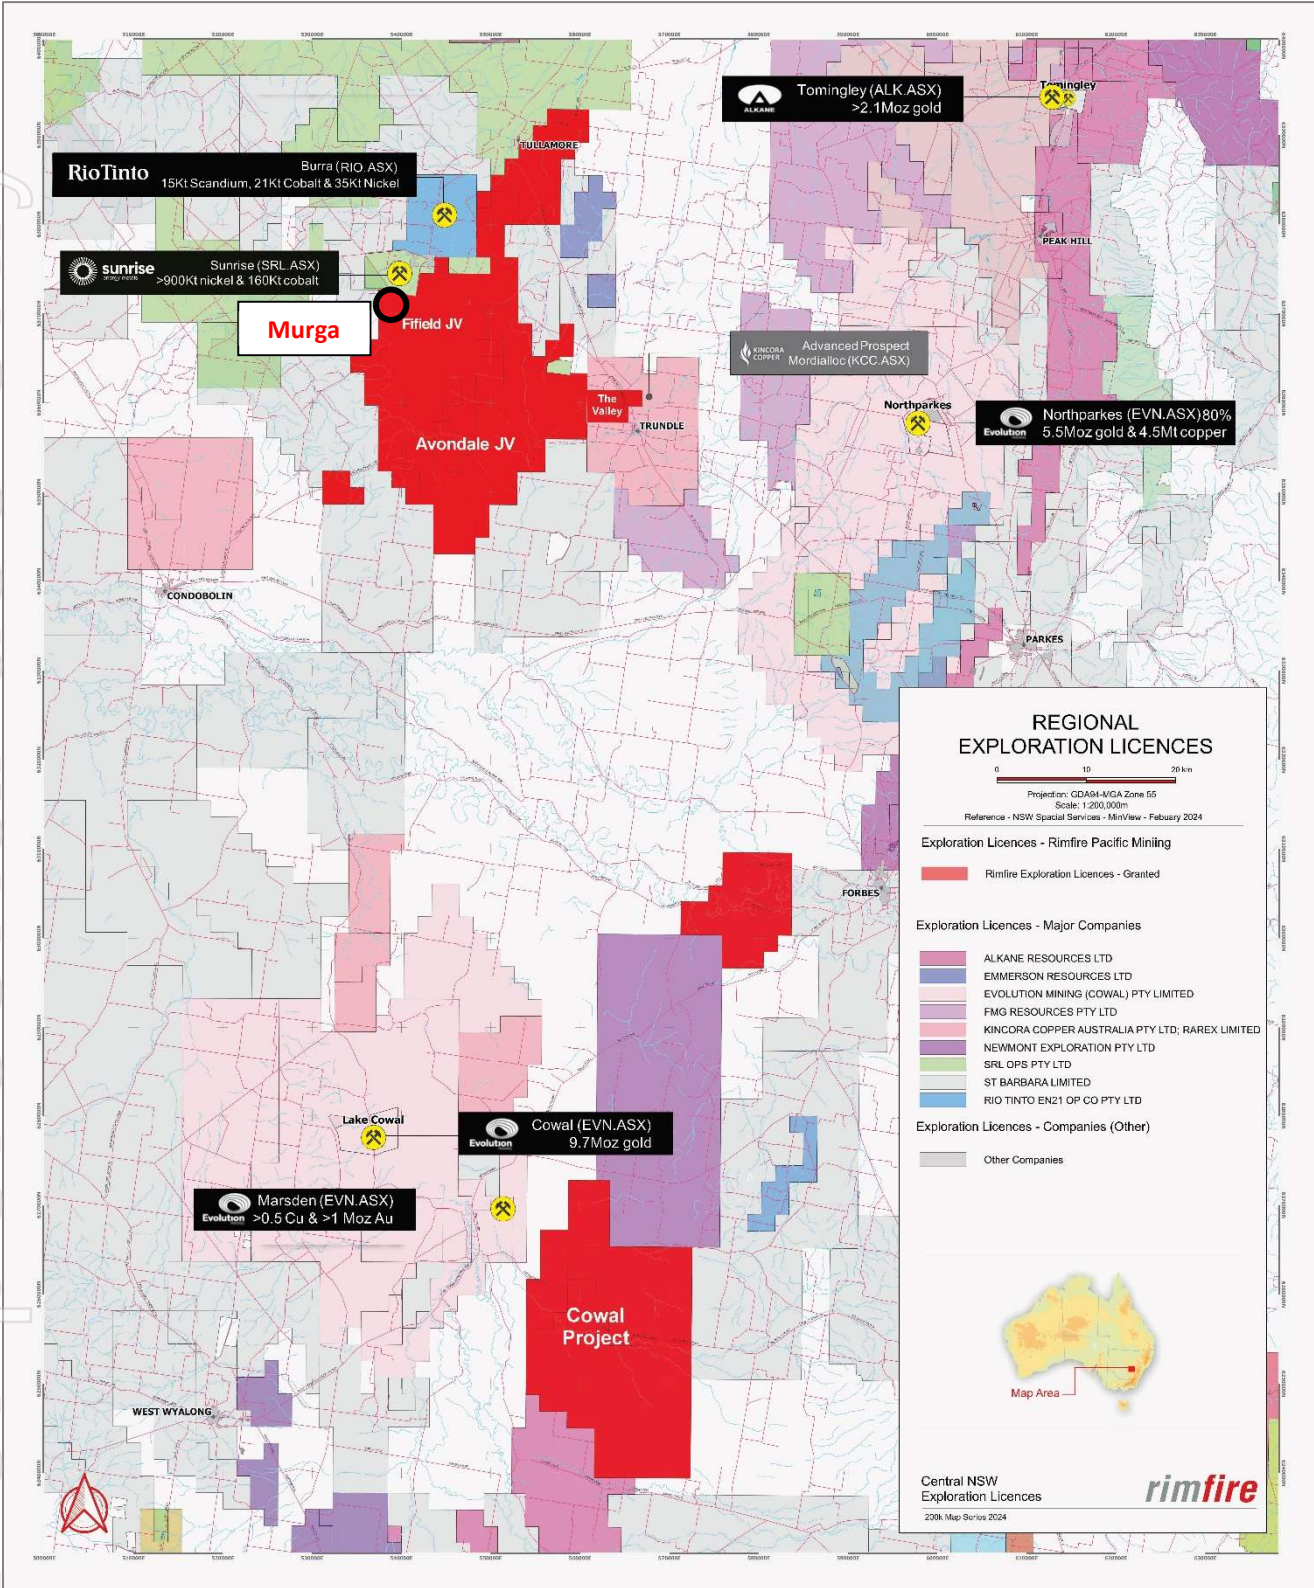 TULLAMORE
ALKANE
Tomingley (ALK.ASX)
>2.1Moz gold
Tomingley
RioTinto
Burra (RIO.ASX)
15Kt Scandium, 21Kt Cobalt & 35Kt Nickel
PEAK HILL
sunrise
energy metals
Sunrise (SRL.ASX)
>900Kt nickel & 160Kt cobalt
Murga
Fifield JV
KINCORA
COPPER
Advanced Prospect
Mordialloc (KCC.ASX)
The
Valley
TRUNDLE
Avondale JV
Northparkes
Evolution
Northparkes (EVN.ASX) 80%
5.5Moz gold & 4.5Mt copper
CONDOBOLIN
PARKES
FORBES
Lake Cowal
Evolution
Cowal (EVN.ASX)
9.7Moz gold
Evolution
Marsden (EVN.ASX)
>0.5 Cu & >1 Moz Au
Cowal
Project
WEST WYALONG
REGIONAL
EXPLORATION LICENCES
0 10 20 km
Projection: GDA94-MGA Zone 55
Scale: 1:200,000m
Reference - NSW Spacial Services - MinView - Febuary 2024
Exploration Licences - Rimfire Pacific Miniing
Rimfire Exploration Licences - Granted
Exploration Licences - Major Companies
ALKANE RESOURCES LTD
EMMERSON RESOURCES LTD
EVOLUTION MINING (COWAL) PTY LIMITED
FMG RESOURCES PTY LTD
KINCORA COPPER AUSTRALIA PTY LTD; RAREX LIMITED
NEWMONT EXPLORATION PTY LTD
SRL OPS PTY LTD
ST BARBARA LIMITED
RIO TINTO EN21 OP CO PTY LTD
Exploration Licences - Companies (Other)
Other Companies
Map Area
Central NSW
Exploration Licences
rimfire
200k Map Series 2024